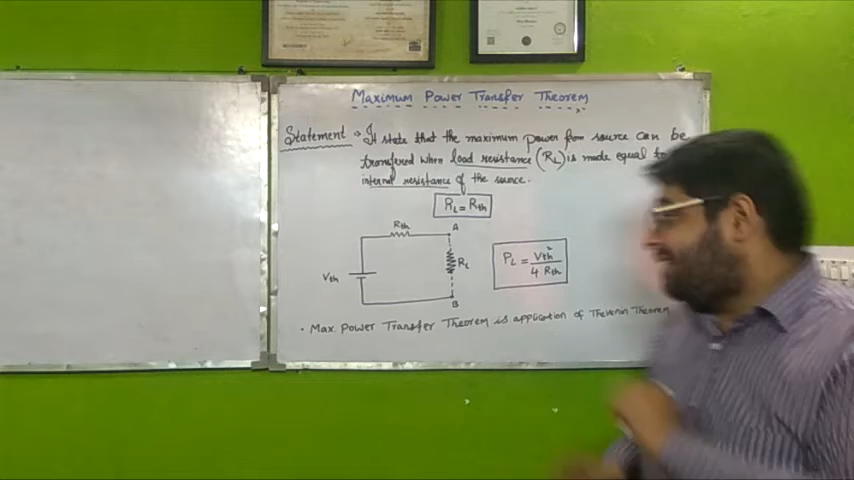 Maximum Power Transfer Theorem
Statement :- It state that the maximum power from source can be
transfered when load resistance (RL) is made equal to
internal resistance of the source.
RL = Rth
Rth
A
Vth
RL
B
PL = Vth² / 4 Rth
• Max. Power Transfer Theorem is application of Thevenin Theorem